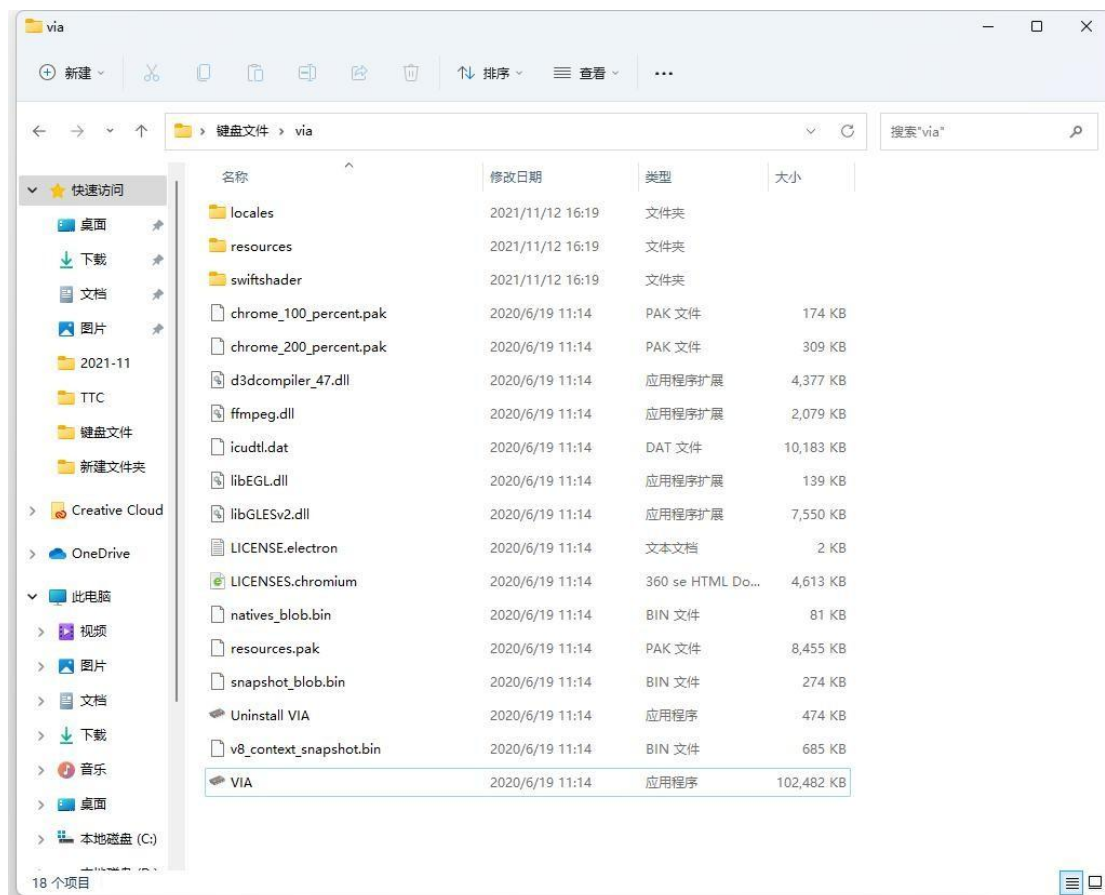 via
新建 排序 查看 ...
键盘文件 > via 搜索"via"
名称 修改日期 类型 大小
快速访问
桌面
下载
文档
图片
2021-11
TTC
键盘文件
新建文件夹
Creative Cloud
OneDrive
此电脑
视频
图片
文档
下载
音乐
桌面
本地磁盘 (C:)
locales 2021/11/12 16:19 文件夹
resources 2021/11/12 16:19 文件夹
swiftshader 2021/11/12 16:19 文件夹
chrome_100_percent.pak 2020/6/19 11:14 PAK 文件 174 KB
chrome_200_percent.pak 2020/6/19 11:14 PAK 文件 309 KB
d3dcompiler_47.dll 2020/6/19 11:14 应用程序扩展 4,377 KB
ffmpeg.dll 2020/6/19 11:14 应用程序扩展 2,079 KB
icudtl.dat 2020/6/19 11:14 DAT 文件 10,183 KB
libEGL.dll 2020/6/19 11:14 应用程序扩展 139 KB
libGLESv2.dll 2020/6/19 11:14 应用程序扩展 7,550 KB
LICENSE.electron 2020/6/19 11:14 文本文档 2 KB
LICENSES.chromium 2020/6/19 11:14 360 se HTML Do... 4,613 KB
natives_blob.bin 2020/6/19 11:14 BIN 文件 81 KB
resources.pak 2020/6/19 11:14 PAK 文件 8,455 KB
snapshot_blob.bin 2020/6/19 11:14 BIN 文件 274 KB
Uninstall VIA 2020/6/19 11:14 应用程序 474 KB
v8_context_snapshot.bin 2020/6/19 11:14 BIN 文件 685 KB
VIA 2020/6/19 11:14 应用程序 102,482 KB
18 个项目